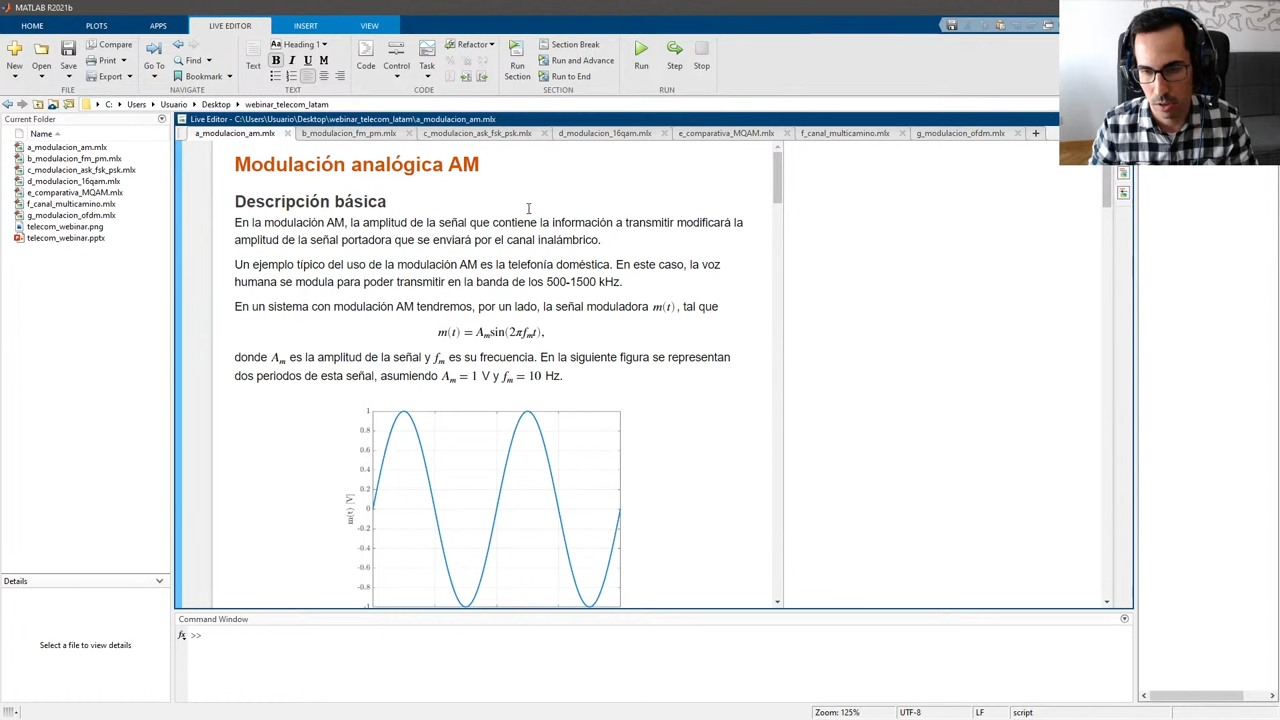 MATLAB R2021b
HOME PLOTS APPS LIVE EDITOR INSERT VIEW
New Open Save Compare Print Export Go To Find Bookmark Text Heading 1 B I U M Code Control Task Refactor Run Section Section Break Run and Advance Run to End Run Step Stop
FILE NAVIGATE TEXT CODE SECTION RUN
C: Users Usuario Desktop webinar_telecom_latam
Current Folder
Name
a_modulacion_am.mlx
b_modulacion_fm_pm.mlx
c_modulacion_ask_fsk_psk.mlx
d_modulacion_16qam.mlx
e_comparativa_MQAM.mlx
f_canal_multicamino.mlx
g_modulacion_ofdm.mlx
telecom_webinar.png
telecom_webinar.pptx
Details
Select a file to view details
Live Editor - C:\Users\Usuario\Desktop\webinar_telecom_latam\a_modulacion_am.mlx
a_modulacion_am.mlx b_modulacion_fm_pm.mlx c_modulacion_ask_fsk_psk.mlx d_modulacion_16qam.mlx e_comparativa_MQAM.mlx f_canal_multicamino.mlx g_modulacion_ofdm.mlx
Modulación analógica AM
Descripción básica
En la modulación AM, la amplitud de la señal que contiene la información a transmitir modificará la
amplitud de la señal portadora que se enviará por el canal inalámbrico.
Un ejemplo típico del uso de la modulación AM es la telefonía doméstica. En este caso, la voz
humana se modula para poder transmitir en la banda de los 500-1500 kHz.
En un sistema con modulación AM tendremos, por un lado, la señal moduladora m(t), tal que
m(t) = Aₘsin(2πfₘt),
donde Aₘ es la amplitud de la señal y fₘ es su frecuencia. En la siguiente figura se representan
dos periodos de esta señal, asumiendo Aₘ = 1 V y fₘ = 10 Hz.
1
0.8
0.6
0.4
0.2
0
-0.2
-0.4
-0.6
-0.8
-1
m(t) [V]
Command Window
fx >>
Zoom: 125% UTF-8 LF script